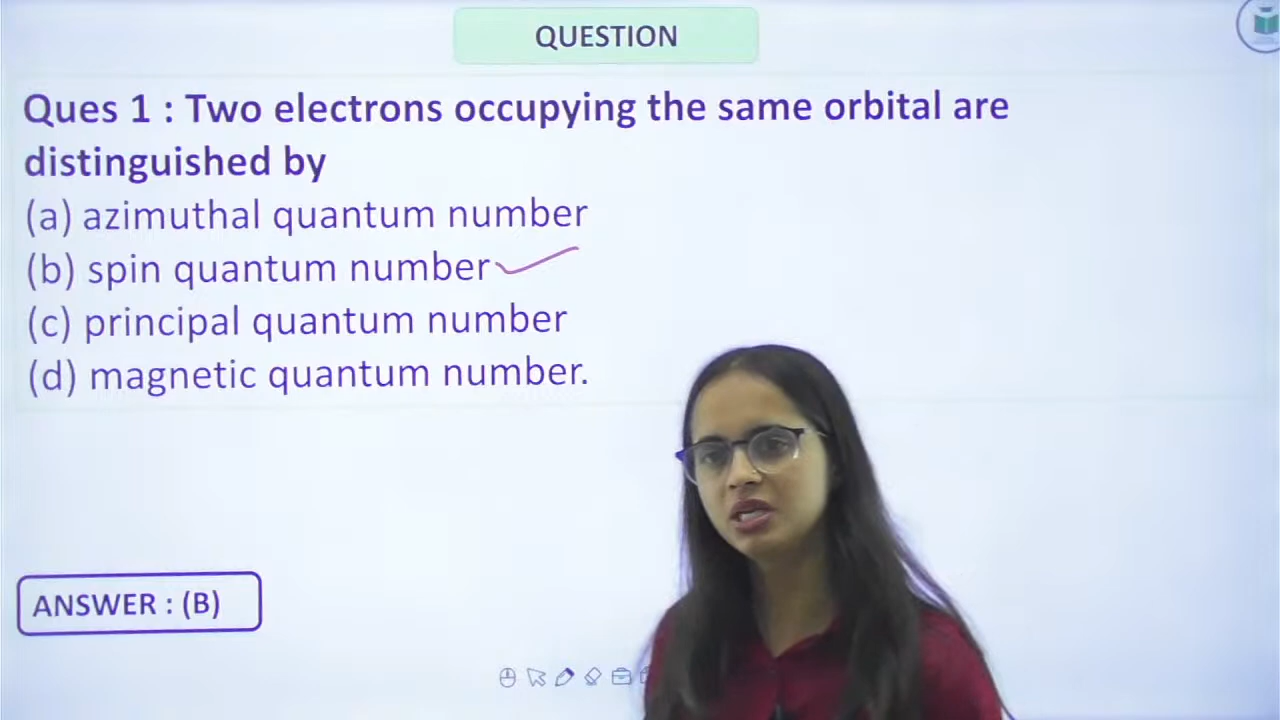 QUESTION
Ques 1 : Two electrons occupying the same orbital are
distinguished by
(a) azimuthal quantum number
(b) spin quantum number
(c) principal quantum number
(d) magnetic quantum number.
ANSWER : (B)